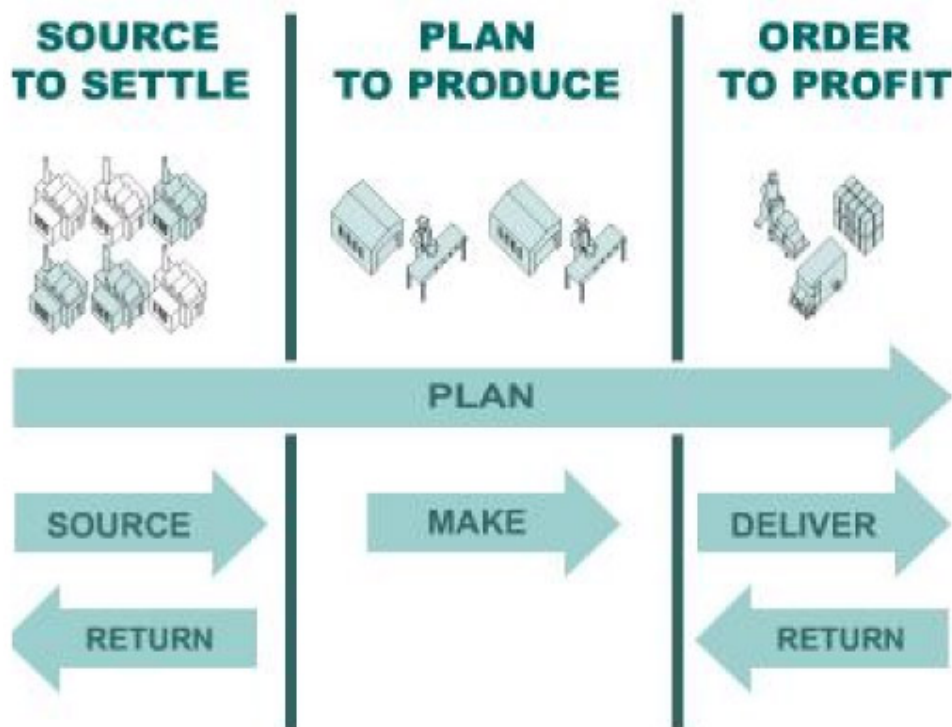 SOURCE
TO SETTLE
PLAN
TO PRODUCE
ORDER
TO PROFIT
PLAN
SOURCE
MAKE
DELIVER
RETURN
RETURN